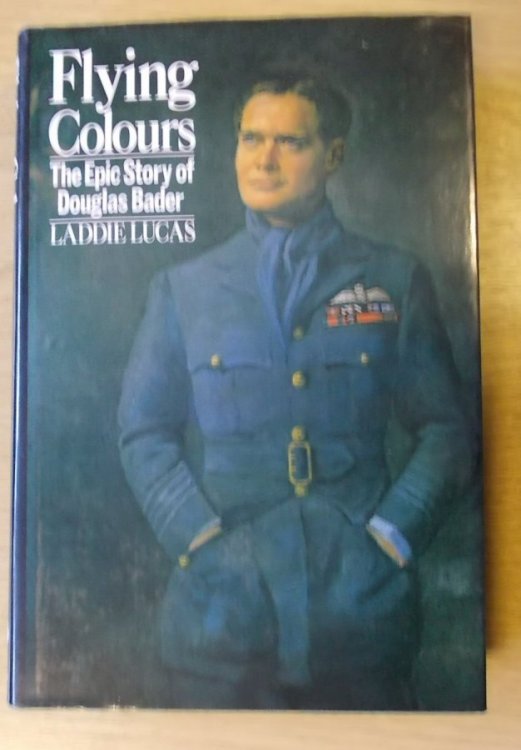 Flying
Colours
The Epic Story of
Douglas Bader
LADDIE LUCAS